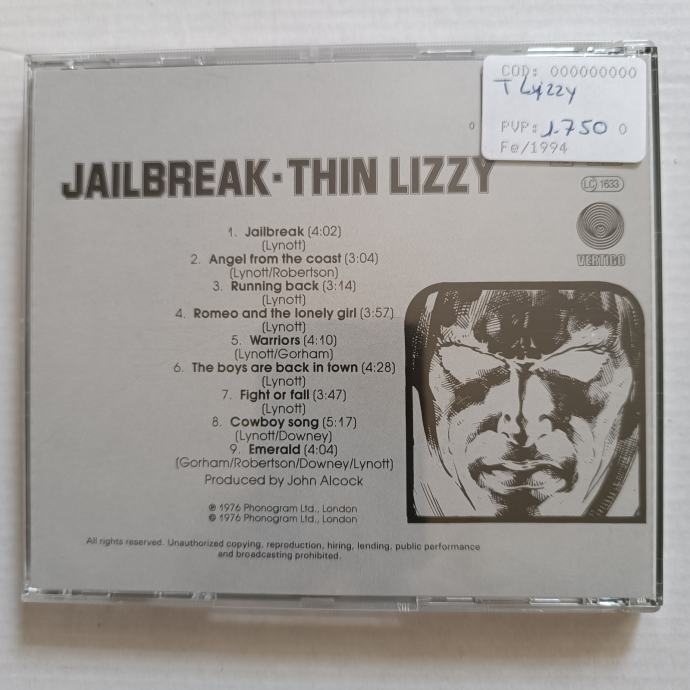 COD: 000000000
T Lyizzy
0 PVP: 1.750 0
Fe/1994
JAILBREAK · THIN LIZZY
LC 1633
VERTIGO
1. Jailbreak (4:02)
(Lynott)
2. Angel from the coast (3:04)
(Lynott/Robertson)
3. Running back (3:14)
(Lynott)
4. Romeo and the lonely girl (3:57)
(Lynott)
5. Warriors (4:10)
(Lynott/Gorham)
6. The boys are back in town (4:28)
(Lynott)
7. Fight or fall (3:47)
(Lynott)
8. Cowboy song (5:17)
(Lynott/Downey)
9. Emerald (4:04)
(Gorham/Robertson/Downey/Lynott)
Produced by John Alcock
℗ 1976 Phonogram Ltd., London
© 1976 Phonogram Ltd., London
All rights reserved. Unauthorized copying, reproduction, hiring, lending, public performance
and broadcasting prohibited.